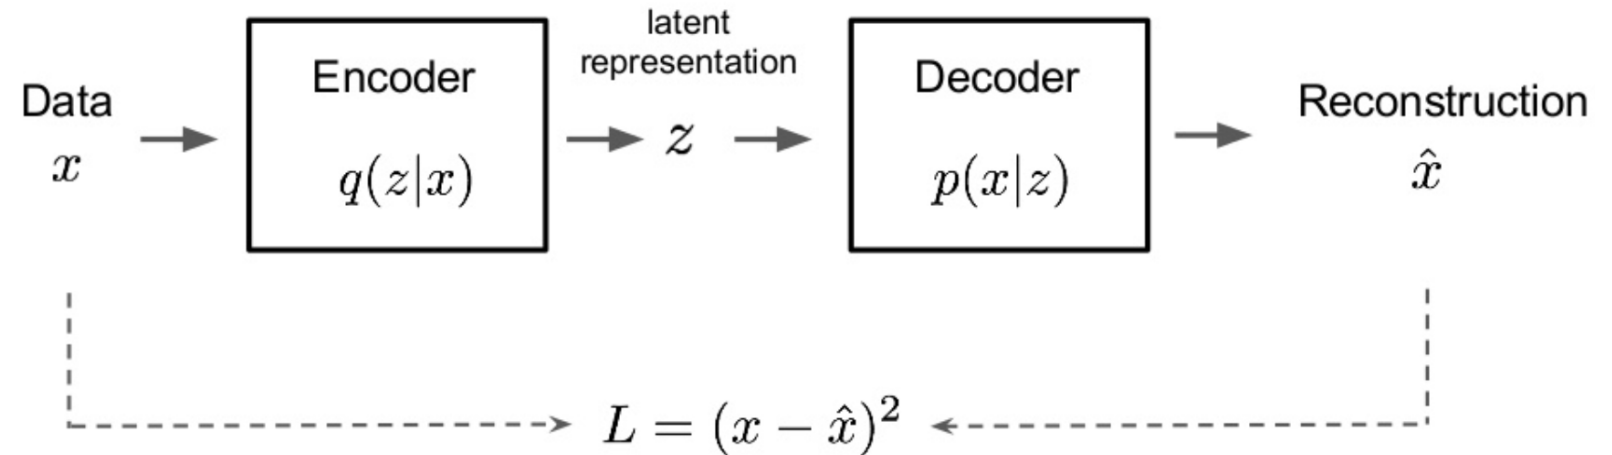 Data
x
Encoder
q(z|x)
latent
representation
z
Decoder
p(x|z)
Reconstruction
x̂
L = (x − x̂)²